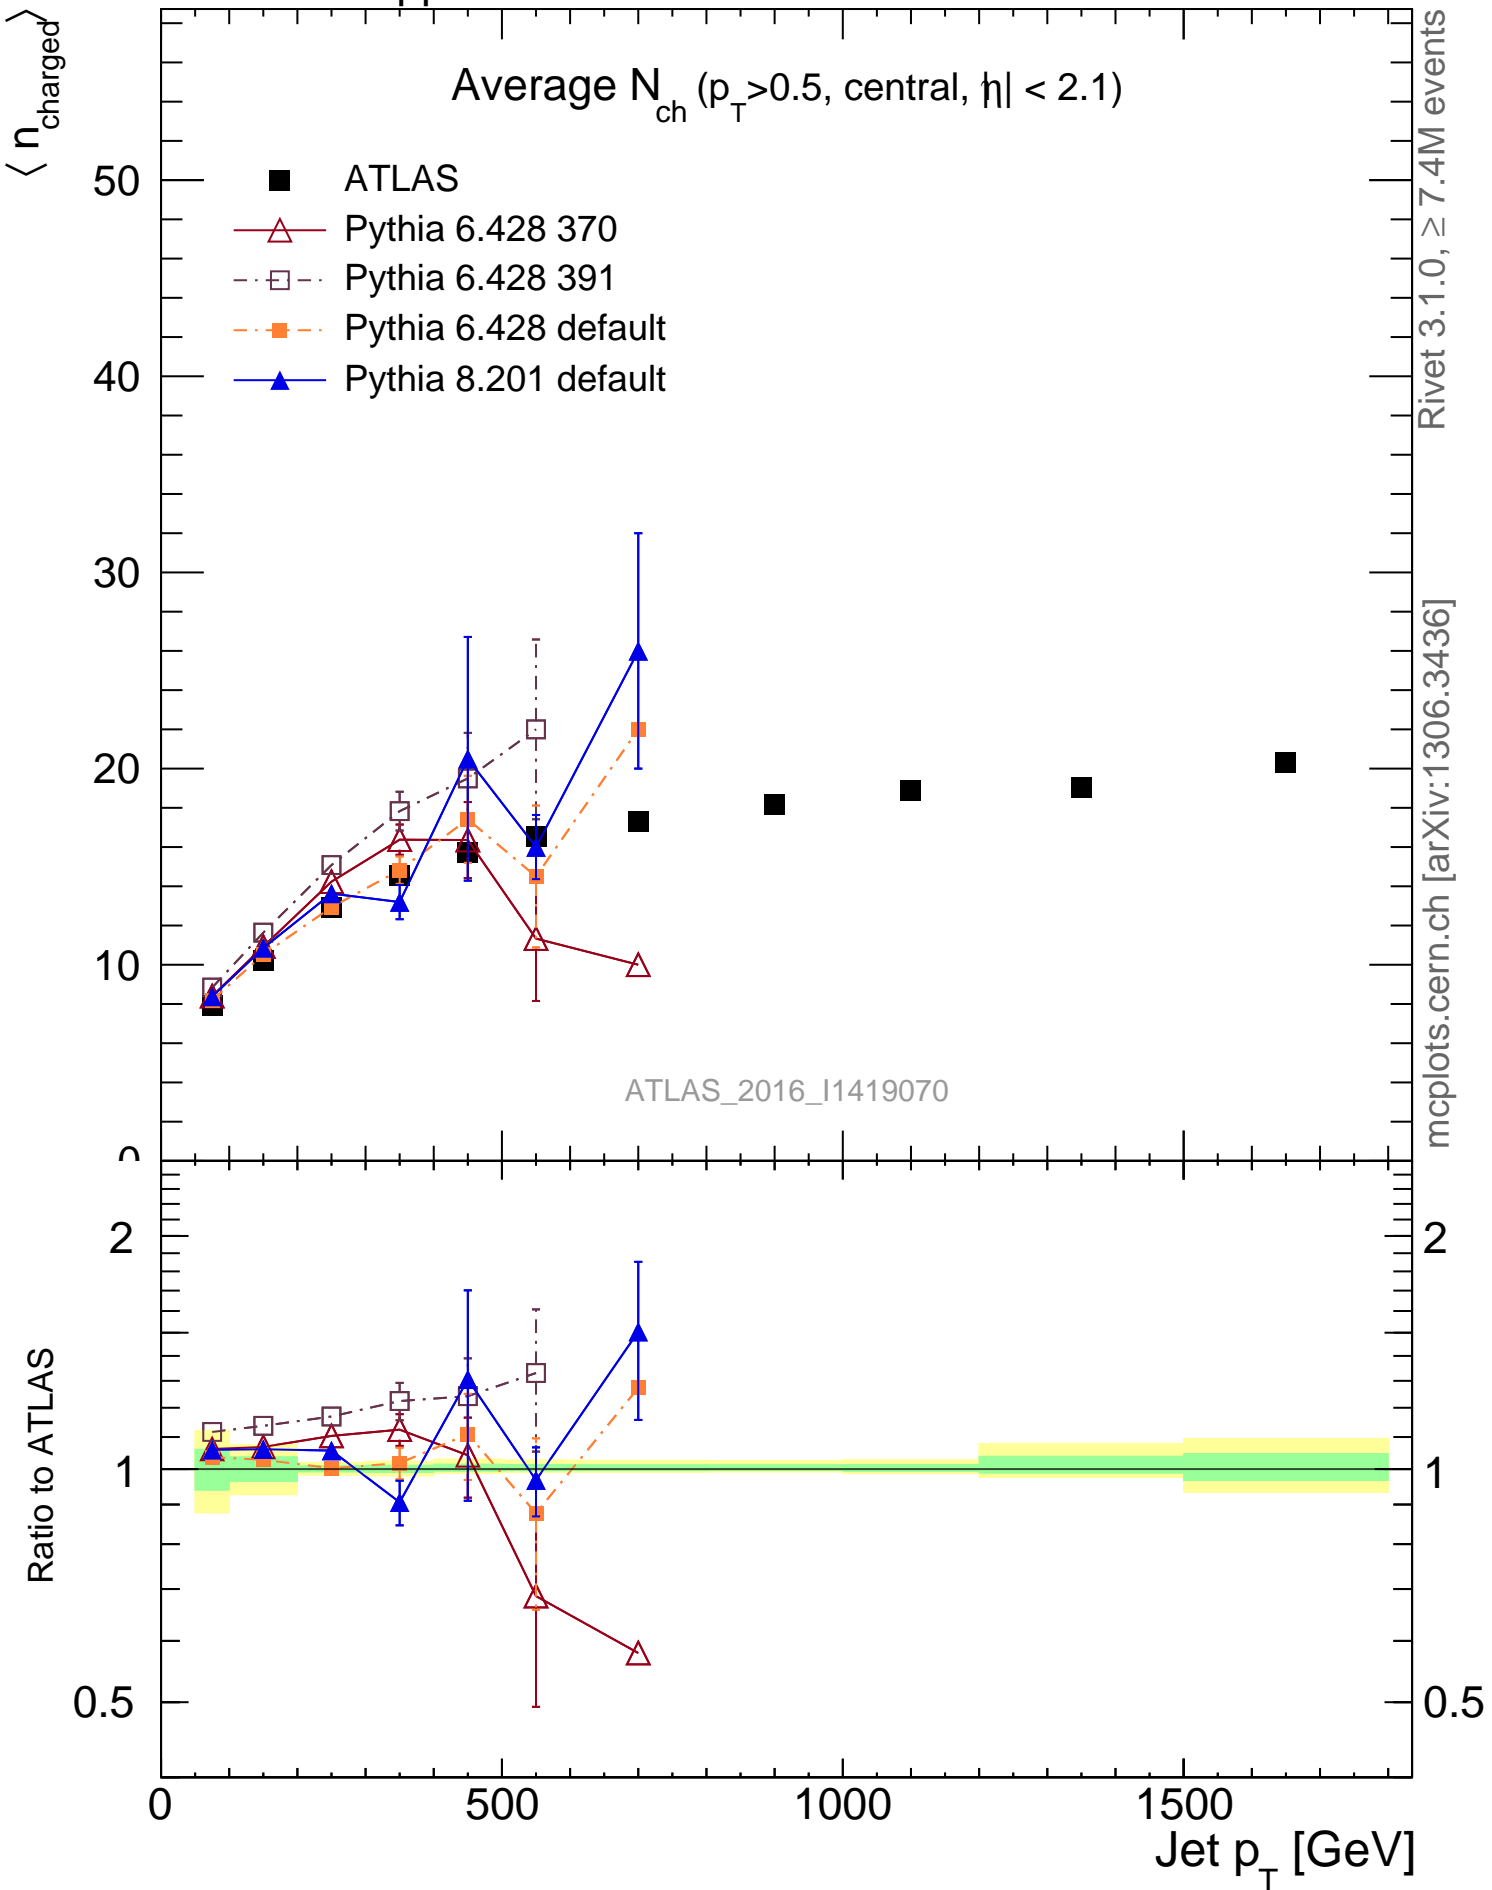 pp
⟨ n_charged ⟩
Average N_ch (p_T>0.5, central, |η| < 2.1)
ATLAS
Pythia 6.428 370
Pythia 6.428 391
Pythia 6.428 default
Pythia 8.201 default
50
40
30
20
10
0
ATLAS_2016_I1419070
Rivet 3.1.0, ≥ 7.4M events
mcplots.cern.ch [arXiv:1306.3436]
Ratio to ATLAS
2
1
0.5
2
1
0.5
0
500
1000
1500
Jet p_T [GeV]